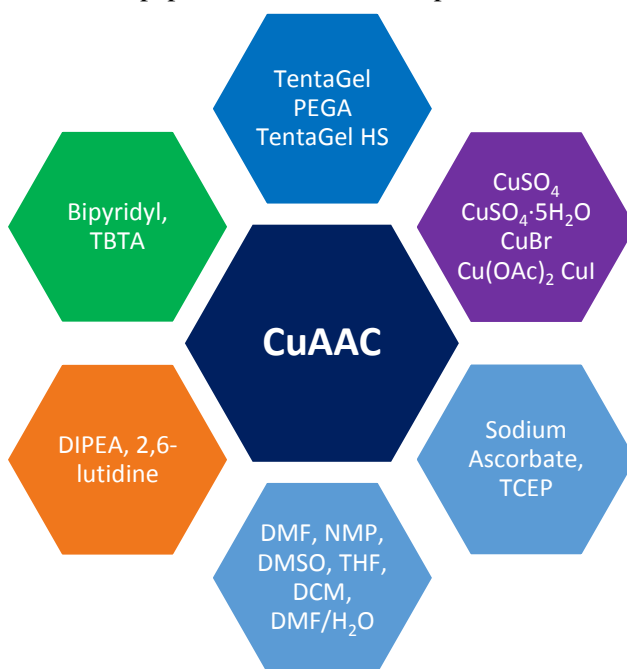 TentaGel
PEGA
TentaGel HS
Bipyridyl,
TBTA
CuSO₄
CuSO₄·5H₂O
CuBr
Cu(OAc)₂ CuI
CuAAC
DIPEA, 2,6-
lutidine
Sodium
Ascorbate,
TCEP
DMF, NMP,
DMSO, THF,
DCM,
DMF/H₂O